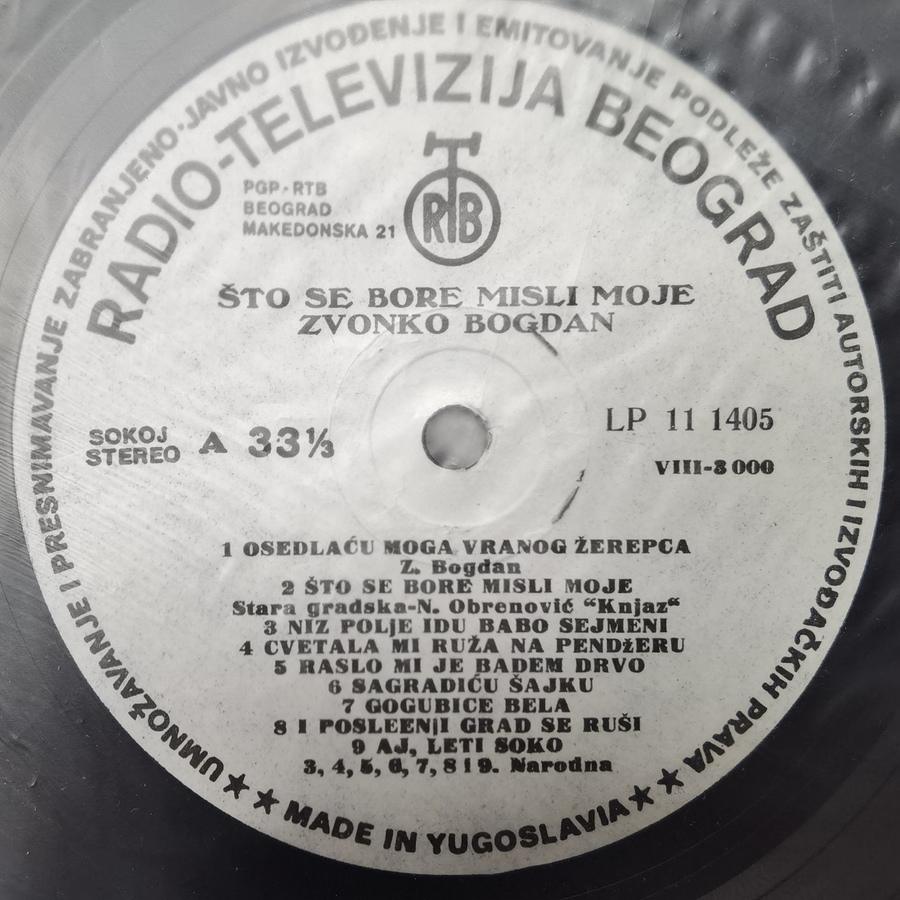 UMNOŽAVANJE I PRESNIMAVANJE ZABRANJENO·JAVNO IZVOĐENJE I EMITOVANJE PODLEŽE ZAŠTITI AUTORSKIH I IZVOĐAČKIH PRAVA
RADIO-TELEVIZIJA BEOGRAD
PGP-RTB
BEOGRAD
MAKEDONSKA 21
RTB
ŠTO SE BORE MISLI MOJE
ZVONKO BOGDAN
SOKOJ
STEREO
A 33⅓
LP 11 1405
VIII-3 000
1 OSEDLAĆU MOGA VRANOG ŽEREPCA
Z. Bogdan
2 ŠTO SE BORE MISLI MOJE
Stara gradska-N. Obrenović “Knjaz“
3 NIZ POLjE IDU BABO SEJMENI
4 CVETALA MI RUŽA NA PENDžERU
5 RASLO MI JE BADEM DRVO
6 SAGRADIĆU ŠAJKU
7 GOGUBICE BELA
8 I POSLEENjI GRAD SE RUŠI
9 AJ, LETI SOKO
3, 4, 5, 6, 7, 8 i 9. Narodna
★ ★ MADE IN YUGOSLAVIA ★ ★